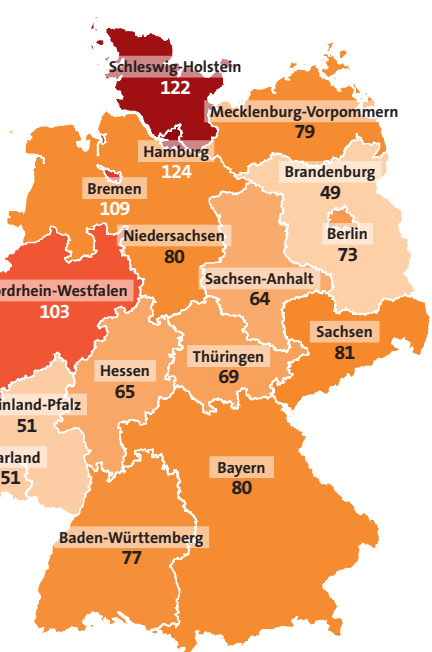 Schleswig-Holstein
122
Mecklenburg-Vorpommern
79
Hamburg
124
Brandenburg
49
Bremen
109
Niedersachsen
80
Berlin
73
Sachsen-Anhalt
64
rdrhein-Westfalen
103
Sachsen
81
Thüringen
69
Hessen
65
inland-Pfalz
51
arland
51
Bayern
80
Baden-Württemberg
77